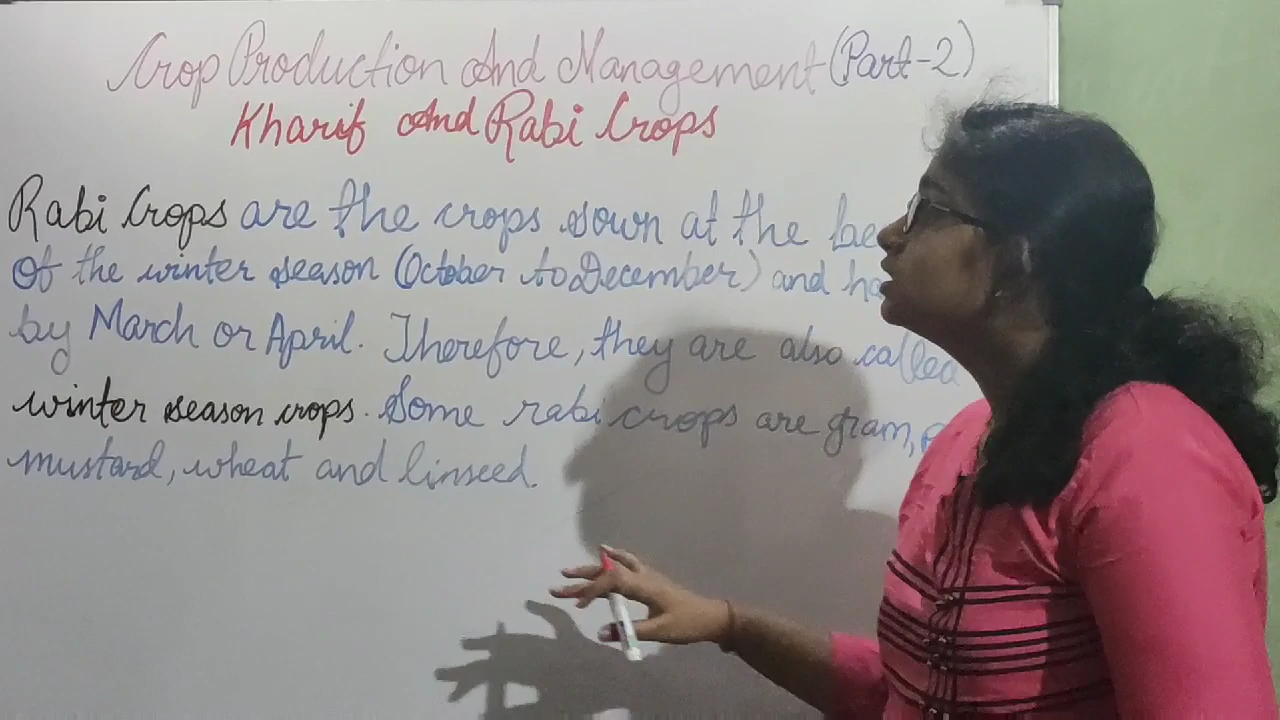 Crop Production And Management (Part-2)
Kharif And Rabi Crops
Rabi Crops are the crops sown at the
of the winter season (October to December) and
by March or April. Therefore, they are also called
winter season crops. Some rabi crops are gram,
mustard, wheat and linseed.